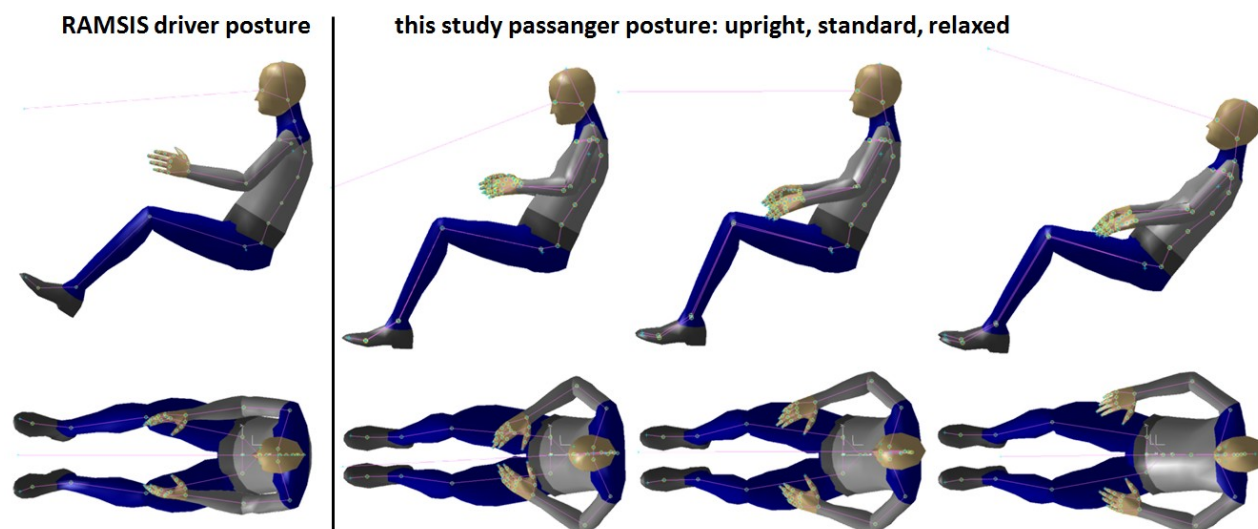 RAMSIS driver posture
this study passanger posture: upright, standard, relaxed